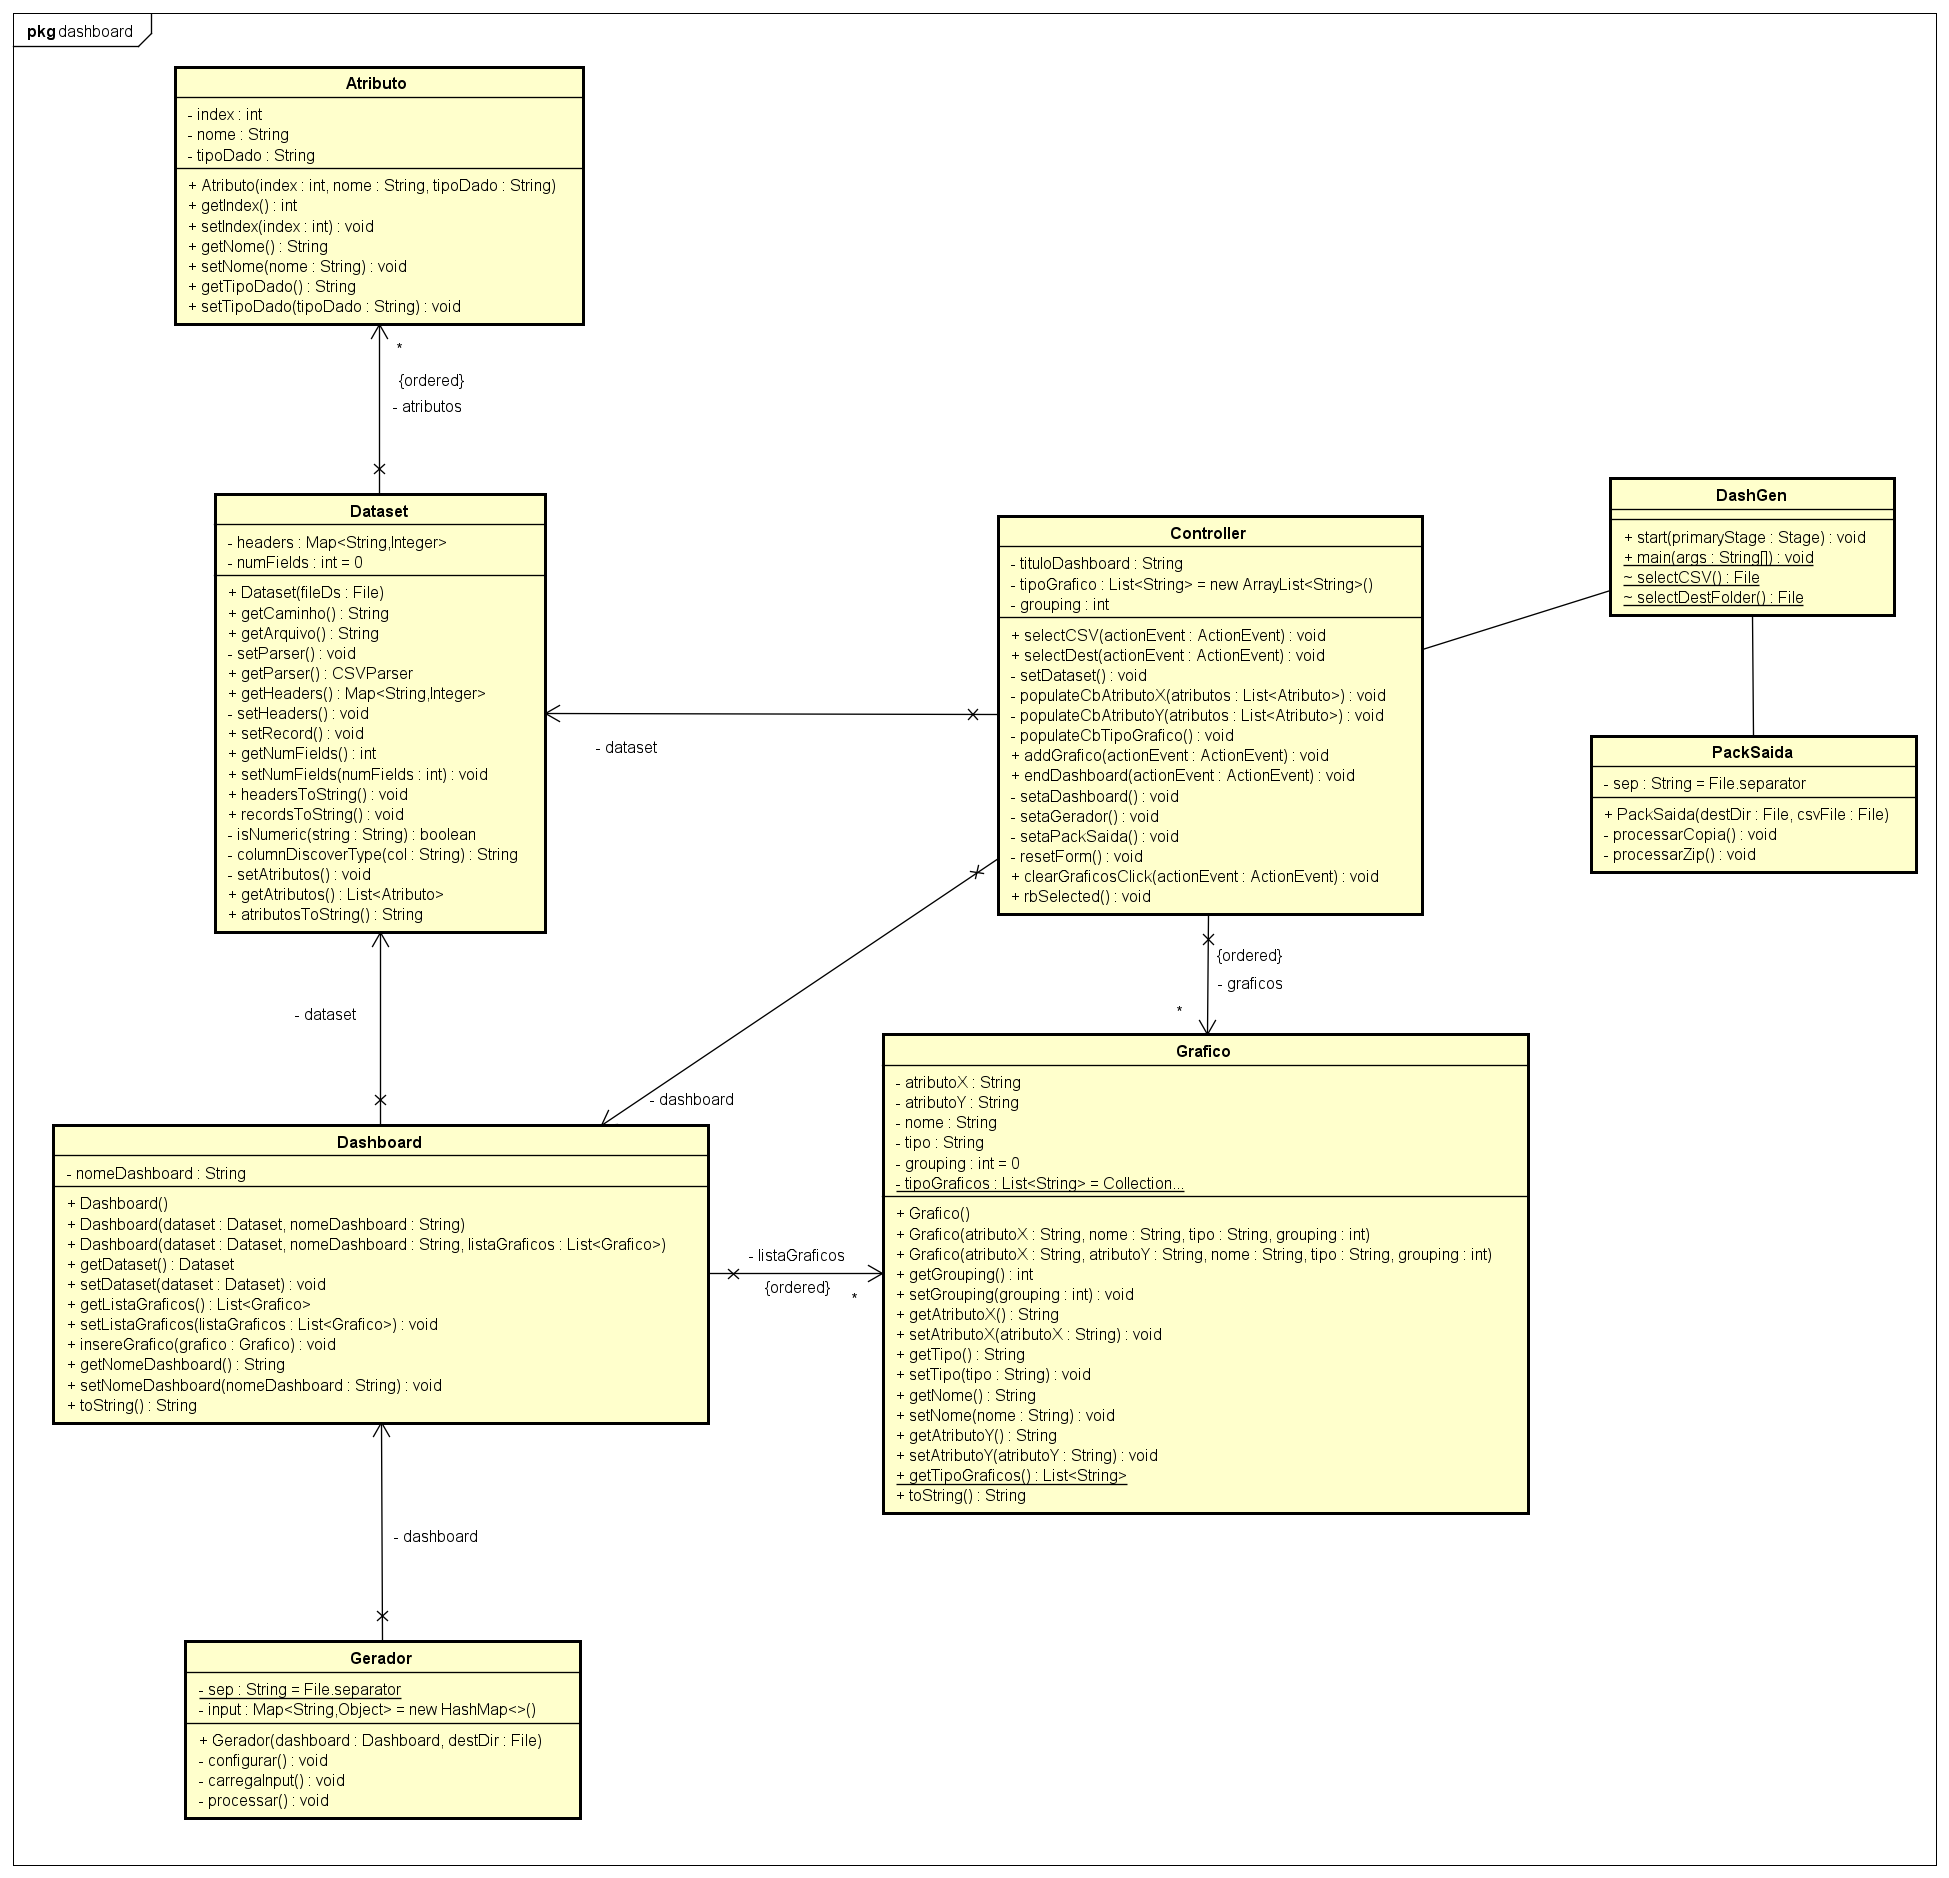 pkg dashboard
Atributo
- index : int
- nome : String
- tipoDado : String
+ Atributo(index : int, nome : String, tipoDado : String)
+ getIndex() : int
+ setIndex(index : int) : void
+ getNome() : String
+ setNome(nome : String) : void
+ getTipoDado() : String
+ setTipoDado(tipoDado : String) : void
*
{ordered}
- atributos
Dataset
- headers : Map<String,Integer>
- numFields : int = 0
+ Dataset(fileDs : File)
+ getCaminho() : String
+ getArquivo() : String
- setParser() : void
+ getParser() : CSVParser
+ getHeaders() : Map<String,Integer>
- setHeaders() : void
+ setRecord() : void
+ getNumFields() : int
+ setNumFields(numFields : int) : void
+ headersToString() : void
+ recordsToString() : void
- isNumeric(string : String) : boolean
- columnDiscoverType(col : String) : String
- setAtributos() : void
+ getAtributos() : List<Atributo>
+ atributosToString() : String
- dataset
Controller
- tituloDashboard : String
- tipoGrafico : List<String> = new ArrayList<String>()
- grouping : int
+ selectCSV(actionEvent : ActionEvent) : void
+ selectDest(actionEvent : ActionEvent) : void
- setDataset() : void
- populateCbAtributoX(atributos : List<Atributo>) : void
- populateCbAtributoY(atributos : List<Atributo>) : void
- populateCbTipoGrafico() : void
+ addGrafico(actionEvent : ActionEvent) : void
+ endDashboard(actionEvent : ActionEvent) : void
- setaDashboard() : void
- setaGerador() : void
- setaPackSaida() : void
- resetForm() : void
+ clearGraficosClick(actionEvent : ActionEvent) : void
+ rbSelected() : void
DashGen
+ start(primaryStage : Stage) : void
+ main(args : String[]) : void
~ selectCSV() : File
~ selectDestFolder() : File
PackSaida
- sep : String = File.separator
+ PackSaida(destDir : File, csvFile : File)
- processarCopia() : void
- processarZip() : void
{ordered}
- graficos
*
- dataset
- dashboard
Grafico
- atributoX : String
- atributoY : String
- nome : String
- tipo : String
- grouping : int = 0
- tipoGraficos : List<String> = Collection...
+ Grafico()
+ Grafico(atributoX : String, nome : String, tipo : String, grouping : int)
+ Grafico(atributoX : String, atributoY : String, nome : String, tipo : String, grouping : int)
+ getGrouping() : int
+ setGrouping(grouping : int) : void
+ getAtributoX() : String
+ setAtributoX(atributoX : String) : void
+ getTipo() : String
+ setTipo(tipo : String) : void
+ getNome() : String
+ setNome(nome : String) : void
+ getAtributoY() : String
+ setAtributoY(atributoY : String) : void
+ getTipoGraficos() : List<String>
+ toString() : String
Dashboard
- nomeDashboard : String
+ Dashboard()
+ Dashboard(dataset : Dataset, nomeDashboard : String)
+ Dashboard(dataset : Dataset, nomeDashboard : String, listaGraficos : List<Grafico>)
+ getDataset() : Dataset
+ setDataset(dataset : Dataset) : void
+ getListaGraficos() : List<Grafico>
+ setListaGraficos(listaGraficos : List<Grafico>) : void
+ insereGrafico(grafico : Grafico) : void
+ getNomeDashboard() : String
+ setNomeDashboard(nomeDashboard : String) : void
+ toString() : String
- listaGraficos
{ordered}
*
- dashboard
Gerador
- sep : String = File.separator
- input : Map<String,Object> = new HashMap<>()
+ Gerador(dashboard : Dashboard, destDir : File)
- configurar() : void
- carregaInput() : void
- processar() : void